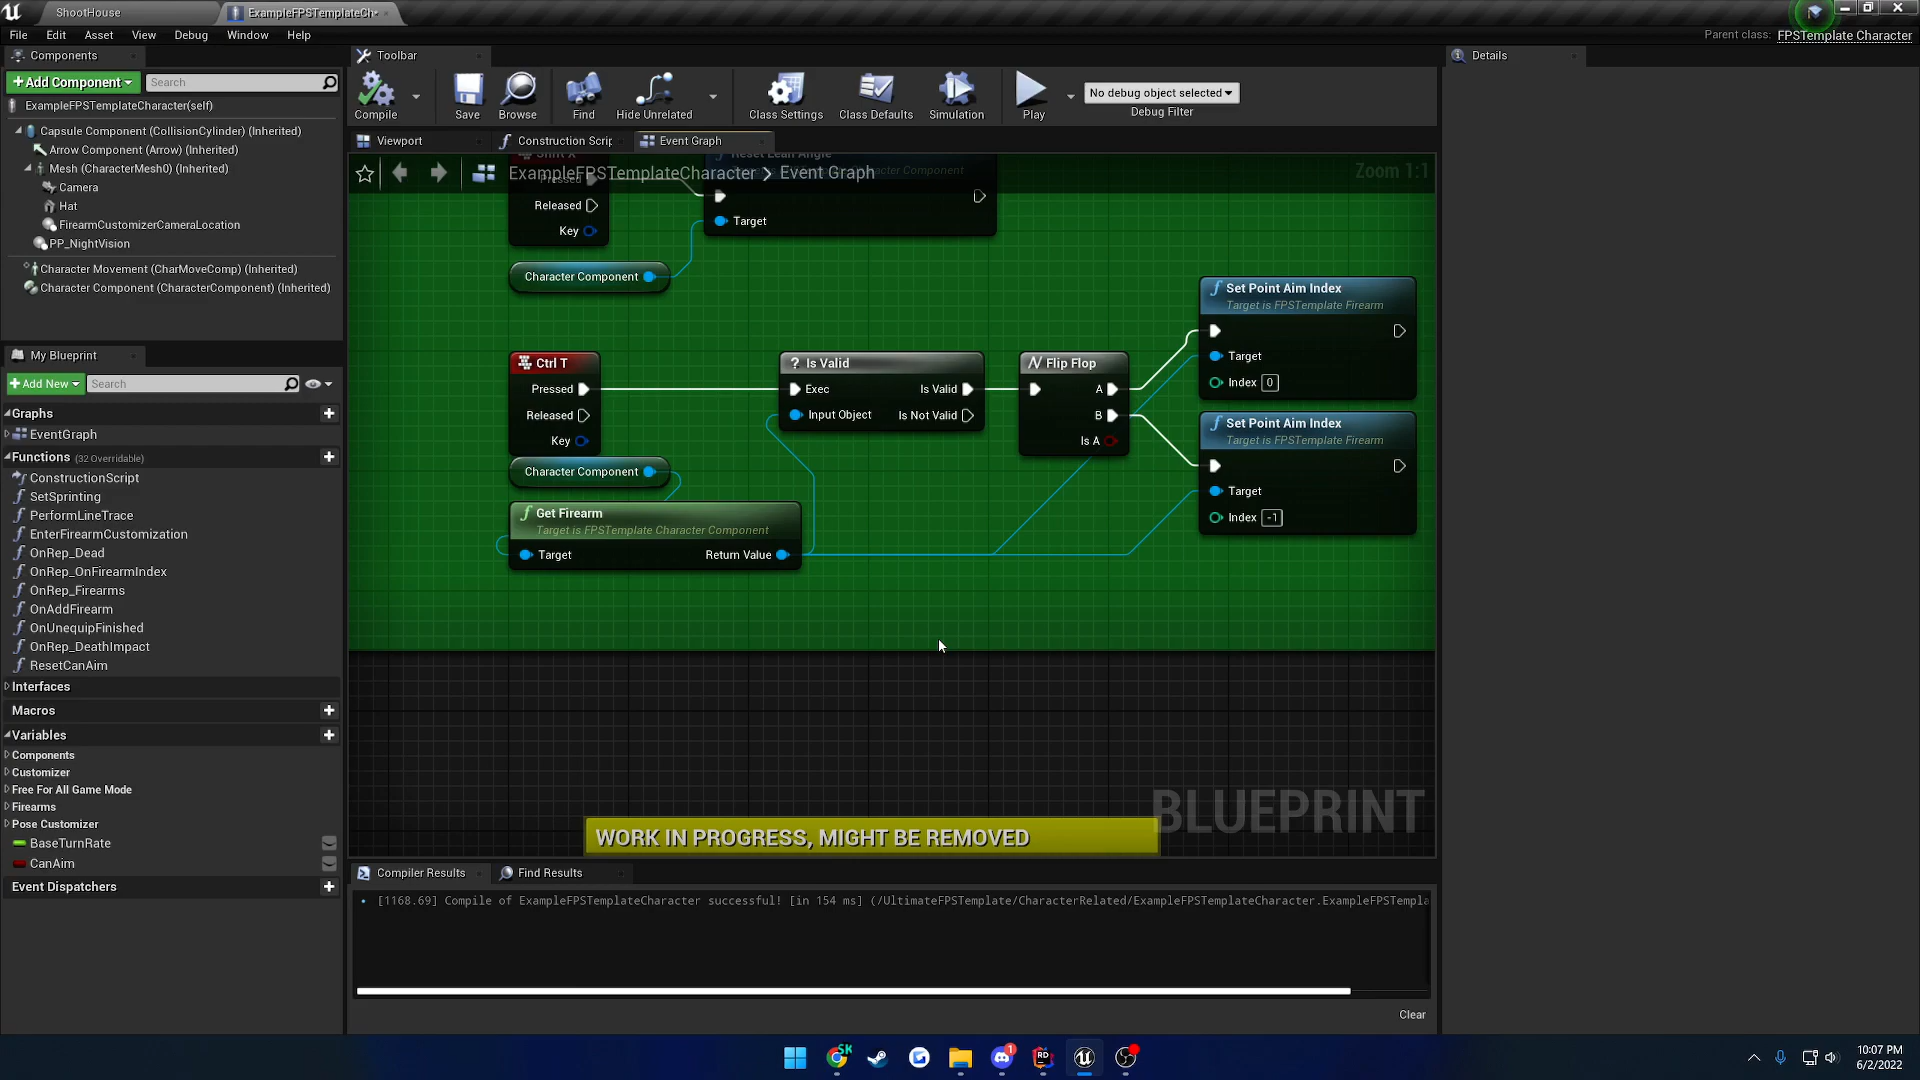 ShootHouse
ExampleFPSTemplateCh*
File Edit Asset View Debug Window Help
Parent class: FPSTemplate Character
Components
Toolbar
Details
+Add Component
Search
ExampleFPSTemplateCharacter(self)
Capsule Component (CollisionCylinder) (Inherited)
Arrow Component (Arrow) (Inherited)
Mesh (CharacterMesh0) (Inherited)
Camera
Hat
FirearmCustomizerCameraLocation
PP_NightVision
Character Movement (CharMoveComp) (Inherited)
Character Component (CharacterComponent) (Inherited)
Compile
Save
Browse
Find
Hide Unrelated
Class Settings
Class Defaults
Simulation
Play
No debug object selected
Debug Filter
Viewport
Construction Scrip
Event Graph
ExampleFPSTemplateCharacter > Event Graph
Zoom 1:1
Shift X
Pressed
Released
Key
Reset Lean Angle
Target
Character Component
Ctrl T
Pressed
Released
Key
Character Component
Get Firearm
Target is FPSTemplate Character Component
Target
Return Value
Is Valid
Exec
Is Valid
Input Object
Is Not Valid
Flip Flop
A
B
Is A
Set Point Aim Index
Target is FPSTemplate Firearm
Target
Index 0
Set Point Aim Index
Target is FPSTemplate Firearm
Target
Index -1
BLUEPRINT
WORK IN PROGRESS, MIGHT BE REMOVED
My Blueprint
+Add New
Search
Graphs
EventGraph
Functions (32 Overridable)
ConstructionScript
SetSprinting
PerformLineTrace
EnterFirearmCustomization
OnRep_Dead
OnRep_OnFirearmIndex
OnRep_Firearms
OnAddFirearm
OnUnequipFinished
OnRep_DeathImpact
ResetCanAim
Interfaces
Macros
Variables
Components
Customizer
Free For All Game Mode
Firearms
Pose Customizer
BaseTurnRate
CanAim
Event Dispatchers
Compiler Results
Find Results
[1168.69] Compile of ExampleFPSTemplateCharacter successful! [in 154 ms] (/UltimateFPSTemplate/CharacterRelated/ExampleFPSTemplateCharacter.ExampleFPSTempla
Clear
10:07 PM
6/2/2022